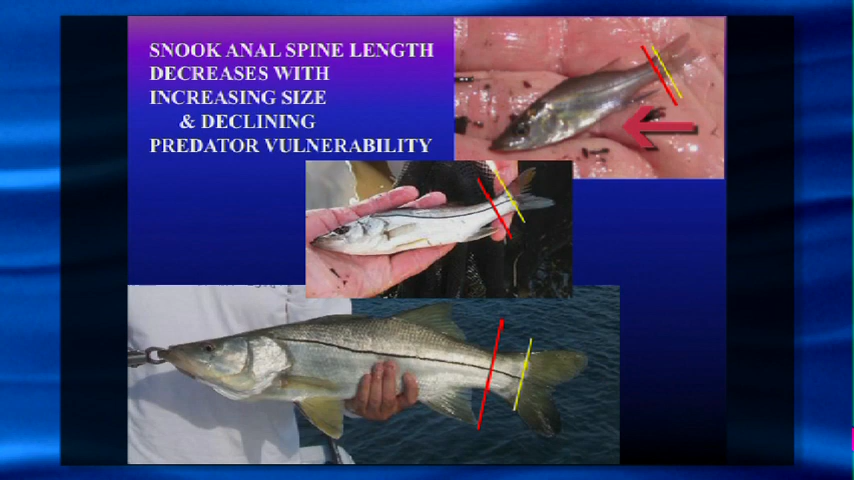 SNOOK ANAL SPINE LENGTH
DECREASES WITH
INCREASING SIZE
& DECLINING
PREDATOR VULNERABILITY